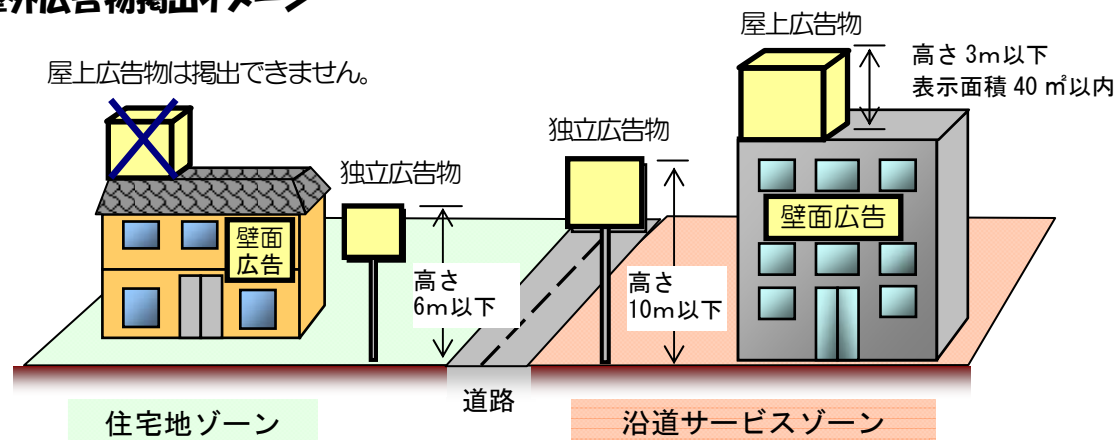 屋外広告物掲出イメージ
屋上広告物
高さ 3m以下
表示面積 40 ㎡以内
屋上広告物は掲出できません。
独立広告物
独立広告物
壁面
広告
壁面広告
高さ
6m以下
高さ
10m以下
道路
住宅地ゾーン
沿道サービスゾーン